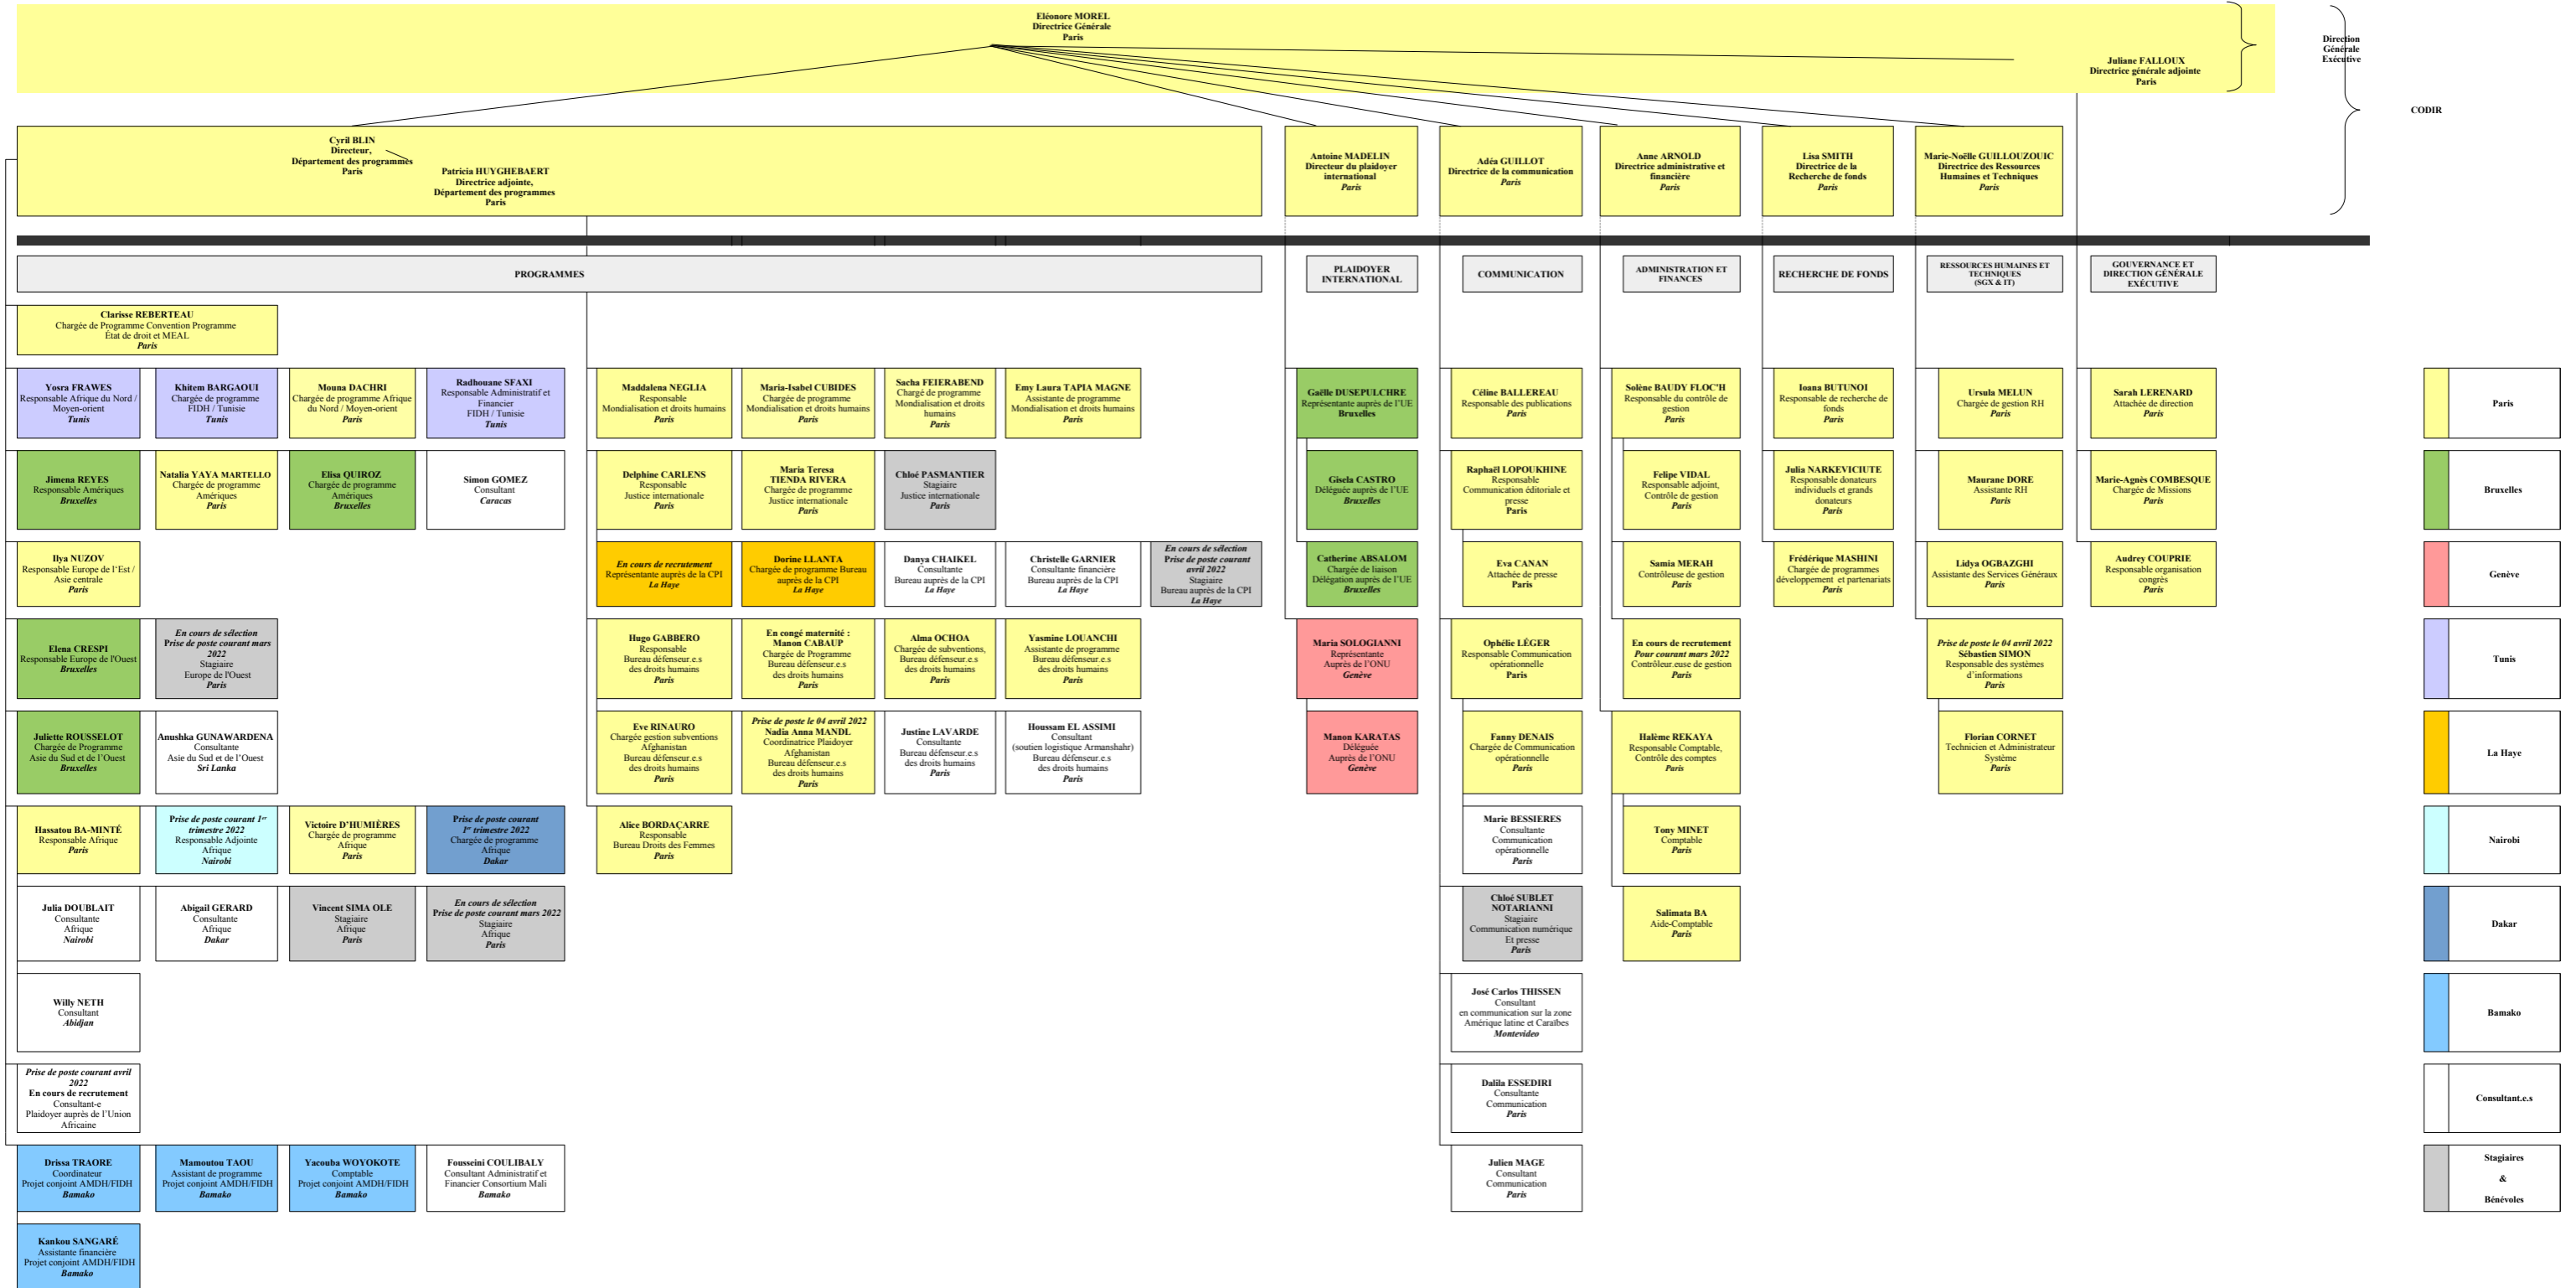 Eléonore MOREL
Directrice Générale
Paris
Juliane FALLOUX
Directrice générale adjointe
Paris
Direction
Générale
Exécutive
CODIR
Cyril BLIN
Directeur,
Département des programmes
Paris
Patricia HUYGHEBAERT
Directrice adjointe,
Département des programmes
Paris
Antoine MADELIN
Directeur du plaidoyer
international
Paris
Adéa GUILLOT
Directrice de la communication
Paris
Anne ARNOLD
Directrice administrative et
financière
Paris
Lisa SMITH
Directrice de la
Recherche de fonds
Paris
Marie-Noëlle GUILLOUZOUIC
Directrice des Ressources
Humaines et Techniques
Paris
PROGRAMMES
PLAIDOYER
INTERNATIONAL
COMMUNICATION
ADMINISTRATION ET
FINANCES
RECHERCHE DE FONDS
RESSOURCES HUMAINES ET
TECHNIQUES
(SGX & IT)
GOUVERNANCE ET
DIRECTION GÉNÉRALE
EXÉCUTIVE
Clarisse REBERTEAU
Chargée de Programme Convention Programme
État de droit et MEAL
Paris
Yosra FRAWES
Responsable Afrique du Nord /
Moyen-orient
Tunis
Khitem BARGAOUI
Chargée de programme
FIDH / Tunisie
Tunis
Mouna DACHRI
Chargée de programme Afrique
du Nord / Moyen-orient
Paris
Radhouane SFAXI
Responsable Administratif et
Financier
FIDH / Tunisie
Tunis
Maddalena NEGLIA
Responsable
Mondialisation et droits humains
Paris
Maria-Isabel CUBIDES
Chargée de programme
Mondialisation et droits humains
Paris
Sacha FEIERABEND
Chargé de programme
Mondialisation et droits
humains
Paris
Emy Laura TAPIA MAGNE
Assistante de programme
Mondialisation et droits humains
Paris
Gaëlle DUSEPULCHRE
Représentante auprès de l'UE
Bruxelles
Céline BALLEREAU
Responsable des publications
Paris
Solène BAUDY FLOC'H
Responsable du contrôle de
gestion
Paris
Ioana BUTUNOI
Responsable de recherche de
fonds
Paris
Ursula MELUN
Chargée de gestion RH
Paris
Sarah LERENARD
Attachée de direction
Paris
Paris
Jimena REYES
Responsable Amériques
Bruxelles
Natalia YAYA MARTELLO
Chargée de programme
Amériques
Paris
Elisa QUIROZ
Chargée de programme
Amériques
Bruxelles
Simon GOMEZ
Consultant
Caracas
Delphine CARLENS
Responsable
Justice internationale
Paris
Maria Teresa
TIENDA RIVERA
Chargée de programme
Justice internationale
Paris
Chloé PASMANTIER
Stagiaire
Justice internationale
Paris
Gisela CASTRO
Déléguée auprès de l'UE
Bruxelles
Raphaël LOPOUKHINE
Responsable
Communication éditoriale et
presse
Paris
Felipe VIDAL
Responsable adjoint,
Contrôle de gestion
Paris
Julia NARKEVICIUTE
Responsable donateurs
individuels et grands
donateurs
Paris
Maurane DORE
Assistante RH
Paris
Marie-Agnès COMBESQUE
Chargée de Missions
Paris
Bruxelles
Ilya NUZOV
Responsable Europe de l'Est /
Asie centrale
Paris
En cours de recrutement
Représentante auprès de la CPI
La Haye
Dorine LLANTA
Chargée de programme Bureau
auprès de la CPI
La Haye
Danya CHAIKEL
Consultante
Bureau auprès de la CPI
La Haye
Christelle GARNIER
Consultante financière
Bureau auprès de la CPI
La Haye
En cours de sélection
Prise de poste courant
avril 2022
Stagiaire
Bureau auprès de la CPI
La Haye
Catherine ABSALOM
Chargée de liaison
Délégation auprès de l'UE
Bruxelles
Eva CANAN
Attachée de presse
Paris
Samia MERAH
Contrôleuse de gestion
Paris
Frédérique MASHINI
Chargée de programmes
développement et partenariats
Paris
Lidya OGBAZGHI
Assistante des Services Généraux
Paris
Audrey COUPRIE
Responsable organisation
congrès
Paris
Genève
Elena CRESPI
Responsable Europe de l'Ouest
Bruxelles
En cours de sélection
Prise de poste courant mars
2022
Stagiaire
Europe de l'Ouest
Paris
Hugo GABBERO
Responsable
Bureau défenseur.e.s
des droits humains
Paris
En congé maternité :
Manon CABAUP
Chargée de Programme
Bureau défenseur.e.s
des droits humains
Paris
Alma OCHOA
Chargée de subventions,
Bureau défenseur.e.s
des droits humains
Paris
Yasmine LOUANCHI
Assistante de programme
Bureau défenseur.e.s
des droits humains
Paris
Maria SOLOGIANNI
Représentante
Auprès de l'ONU
Genève
Ophélie LÉGER
Responsable Communication
opérationnelle
Paris
En cours de recrutement
Pour courant mars 2022
Contrôleur.euse de gestion
Paris
Prise de poste le 04 avril 2022
Sébastien SIMON
Responsable des systèmes
d'informations
Paris
Tunis
Juliette ROUSSELOT
Chargée de Programme
Asie du Sud et de l'Ouest
Bruxelles
Anushka GUNAWARDENA
Consultante
Asie du Sud et de l'Ouest
Sri Lanka
Eve RINAURO
Chargée gestion subventions
Afghanistan
Bureau défenseur.e.s
des droits humains
Paris
Prise de poste le 04 avril 2022
Nadia Anna MANDL
Coordinatrice Plaidoyer
Afghanistan
Bureau défenseur.e.s
des droits humains
Paris
Justine LAVARDE
Consultante
Bureau défenseur.e.s
des droits humains
Paris
Houssam EL ASSIMI
Consultant
(soutien logistique Armanshahr)
Bureau défenseur.e.s
des droits humains
Paris
Manon KARATAS
Déléguée
Auprès de l'ONU
Genève
Fanny DENAIS
Chargée de Communication
opérationnelle
Paris
Halème REKAYA
Responsable Comptable,
Contrôle des comptes
Paris
Florian CORNET
Technicien et Administrateur
Système
Paris
La Haye
Hassatou BA-MINTÉ
Responsable Afrique
Paris
Prise de poste courant 1er
trimestre 2022
Responsable Adjointe
Afrique
Nairobi
Victoire D'HUMIÈRES
Chargée de programme
Afrique
Paris
Prise de poste courant
1er trimestre 2022
Chargée de programme
Afrique
Dakar
Alice BORDAÇARRE
Responsable
Bureau Droits des Femmes
Paris
Marie BESSIERES
Consultante
Communication
opérationnelle
Paris
Tony MINET
Comptable
Paris
Nairobi
Julia DOUBLAIT
Consultante
Afrique
Nairobi
Abigail GERARD
Consultante
Afrique
Dakar
Vincent SIMA OLE
Stagiaire
Afrique
Paris
En cours de sélection
Prise de poste courant mars 2022
Stagiaire
Afrique
Paris
Chloé SUBLET
NOTARIANNI
Stagiaire
Communication numérique
Et presse
Paris
Salimata BA
Aide-Comptable
Paris
Dakar
Willy NETH
Consultant
Abidjan
José Carlos THISSEN
Consultant
en communication sur la zone
Amérique latine et Caraïbes
Montevideo
Bamako
Prise de poste courant avril
2022
En cours de recrutement
Consultant-e
Plaidoyer auprès de l'Union
Africaine
Dalila ESSEDIRI
Consultante
Communication
Paris
Consultant.e.s
Drissa TRAORE
Coordinateur
Projet conjoint AMDH/FIDH
Bamako
Mamoutou TAOU
Assistant de programme
Projet conjoint AMDH/FIDH
Bamako
Yacouba WOYOKOTE
Comptable
Projet conjoint AMDH/FIDH
Bamako
Fousseini COULIBALY
Consultant Administratif et
Financier Consortium Mali
Bamako
Julien MAGE
Consultant
Communication
Paris
Stagiaires
&
Bénévoles
Kankou SANGARÉ
Assistante financière
Projet conjoint AMDH/FIDH
Bamako